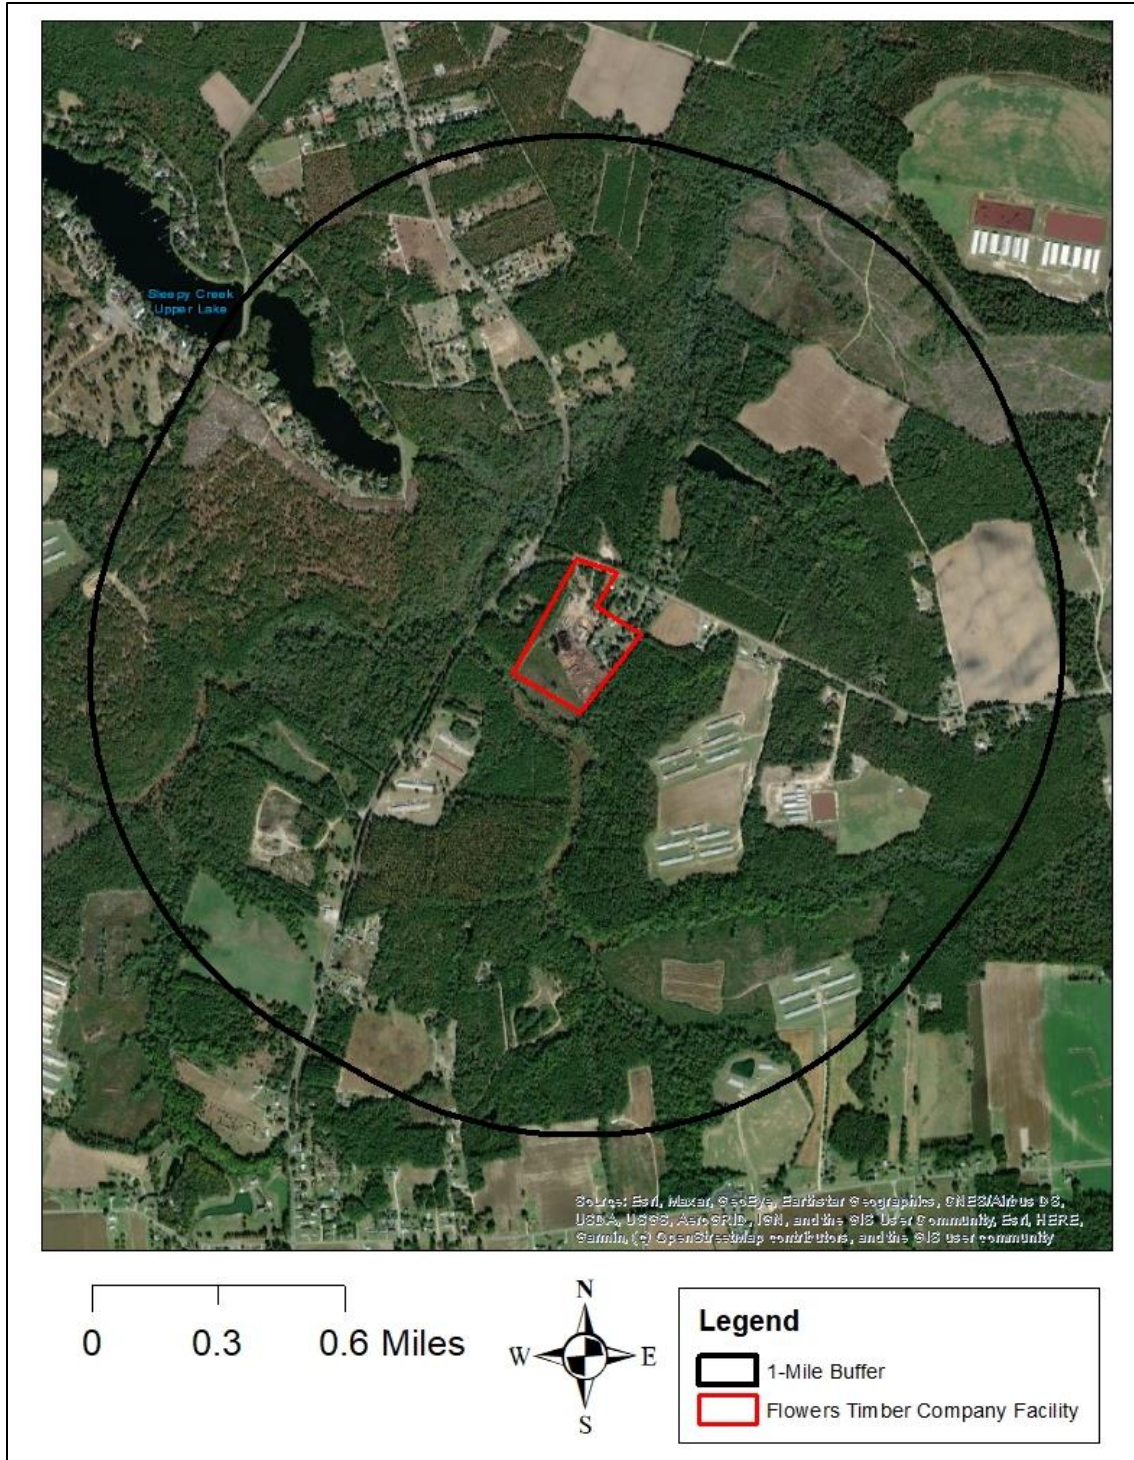 Sleepy Creek
Upper Lake
Source: Esri, Maxar, GeoEye, Earthstar Geographics, CNES/Airbus DS,
USDA, USGS, AeroGRID, IGN, and the GIS User Community, Esri, HERE,
Garmin, (c) OpenStreetMap contributors, and the GIS user community
0 0.3 0.6 Miles
N
W E
S
Legend
1-Mile Buffer
Flowers Timber Company Facility